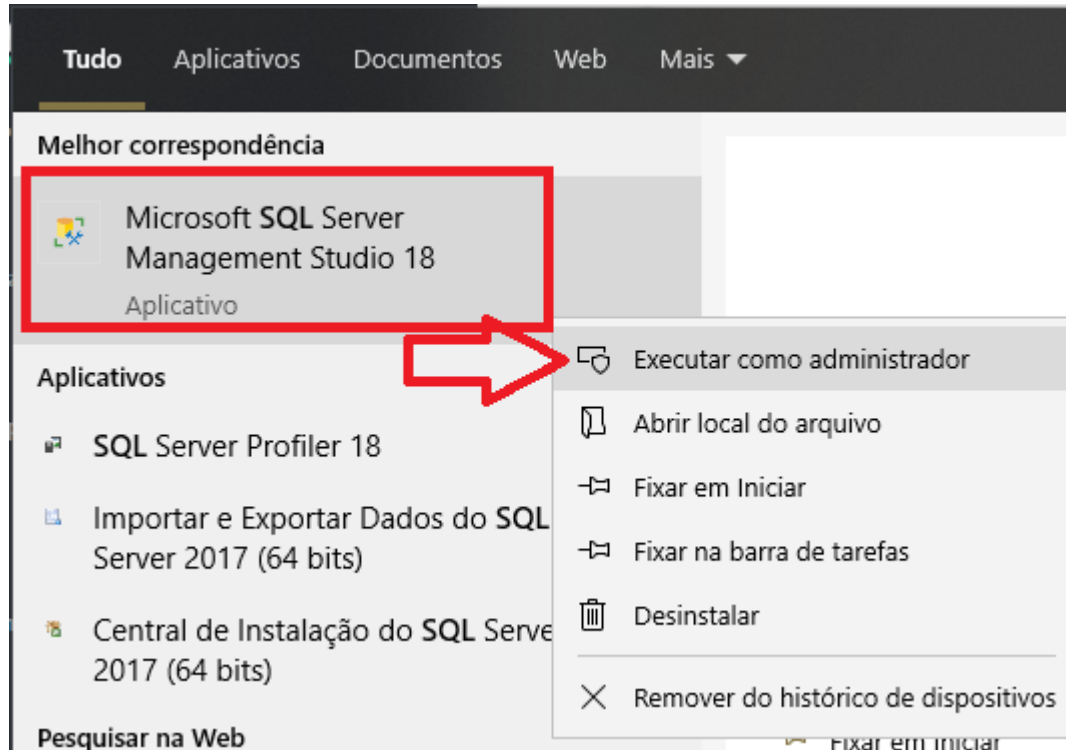 Tudo Aplicativos Documentos Web Mais
Melhor correspondência
Microsoft SQL Server
Management Studio 18
Aplicativo
Aplicativos
SQL Server Profiler 18
Importar e Exportar Dados do SQL
Server 2017 (64 bits)
Central de Instalação do SQL Serve
2017 (64 bits)
Pesquisar na Web
Executar como administrador
Abrir local do arquivo
Fixar em Iniciar
Fixar na barra de tarefas
Desinstalar
Remover do histórico de dispositivos
Fixar em Iniciar